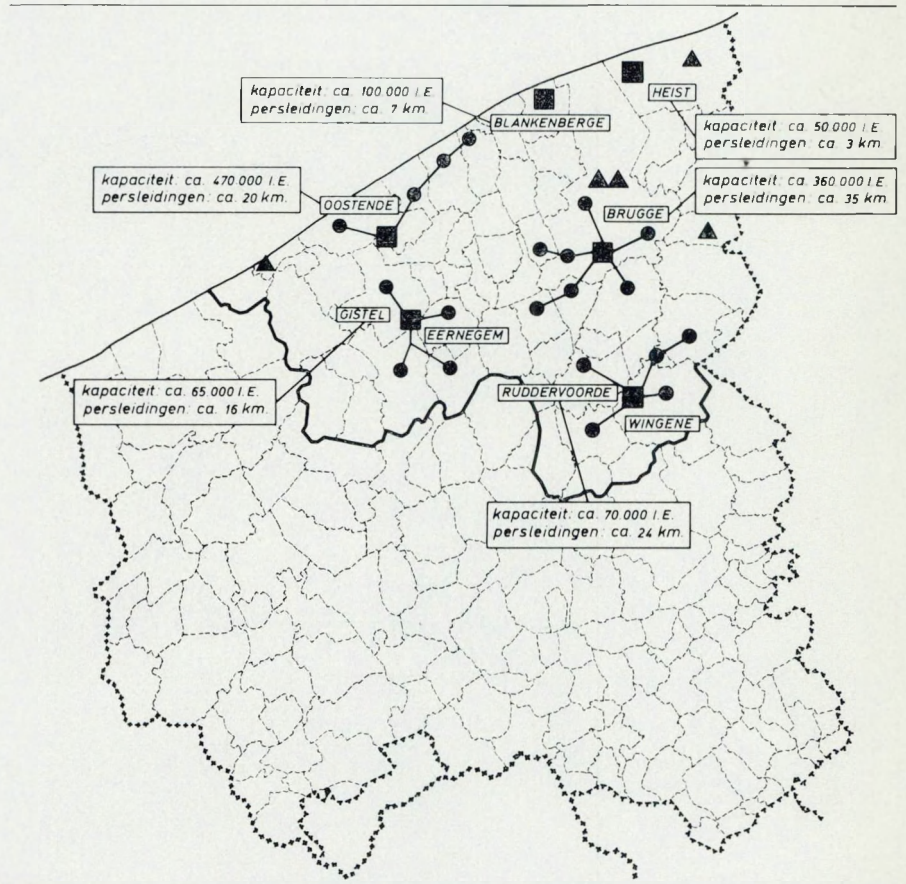 HEIST
kapaciteit: ca. 100.000 I.E.
persleidingen: ca. 7 km.
BLANKENBERGE
kapaciteit: ca. 50.000 I.E.
persleidingen: ca. 3 km.
kapaciteit: ca. 470.000 I.E.
persleidingen: ca. 20 km.
kapaciteit: ca. 360.000 I.E.
persleidingen: ca. 35 km.
OOSTENDE
BRUGGE
GISTEL
EERNEGEM
kapaciteit: ca. 65.000 I.E.
persleidingen: ca. 16 km.
RUDDERVOORDE
WINGENE
kapaciteit: ca. 70.000 I.E.
persleidingen: ca. 24 km.